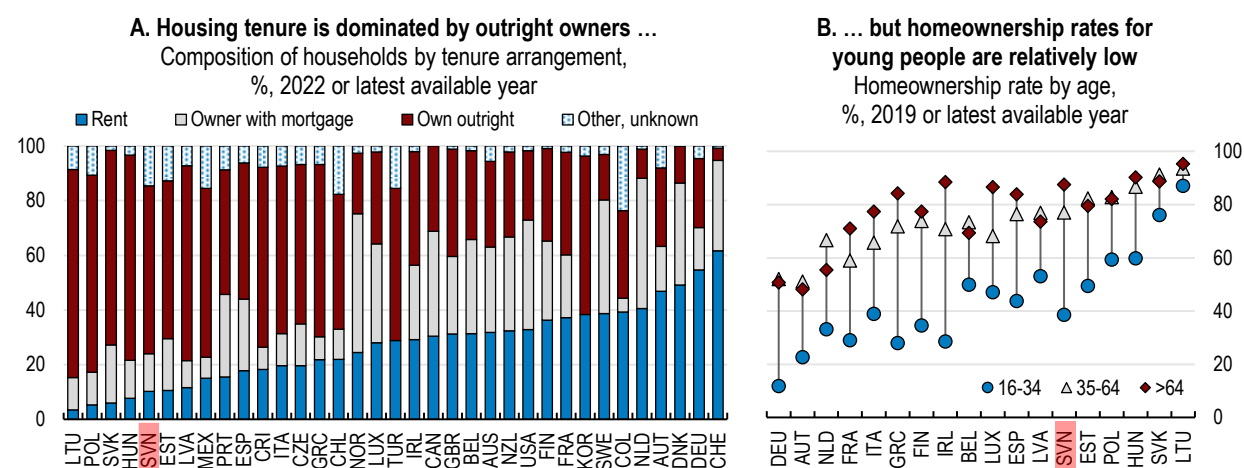 A. Housing tenure is dominated by outright owners …
Composition of households by tenure arrangement,
%, 2022 or latest available year
Rent Owner with mortgage Own outright Other, unknown
100
80
60
40
20
0
LTU POL SVK HUN SVN EST LVA MEX PRT ESP CRI ITA CZE GRC CHL NOR LUX TUR IRL CAN GBR BEL AUS NZL USA FIN FRA KOR SWE COL NLD AUT DNK DEU CHE
B. … but homeownership rates for
young people are relatively low
Homeownership rate by age,
%, 2019 or latest available year
100
80
60
40
20
0
16-34 35-64 >64
DEU AUT NLD FRA ITA GRC FIN IRL BEL LUX ESP LVA SVN EST POL HUN SVK LTU